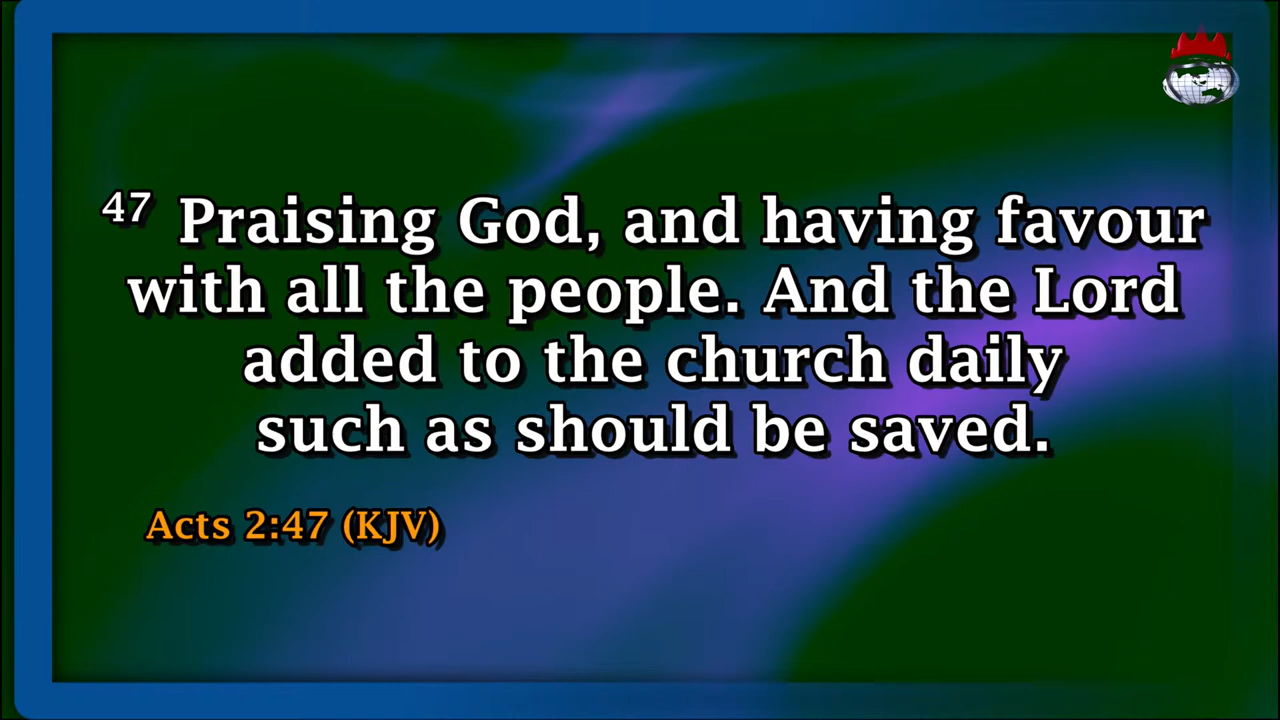 47 Praising God, and having favour
with all the people. And the Lord
added to the church daily
such as should be saved.
Acts 2:47 (KJV)